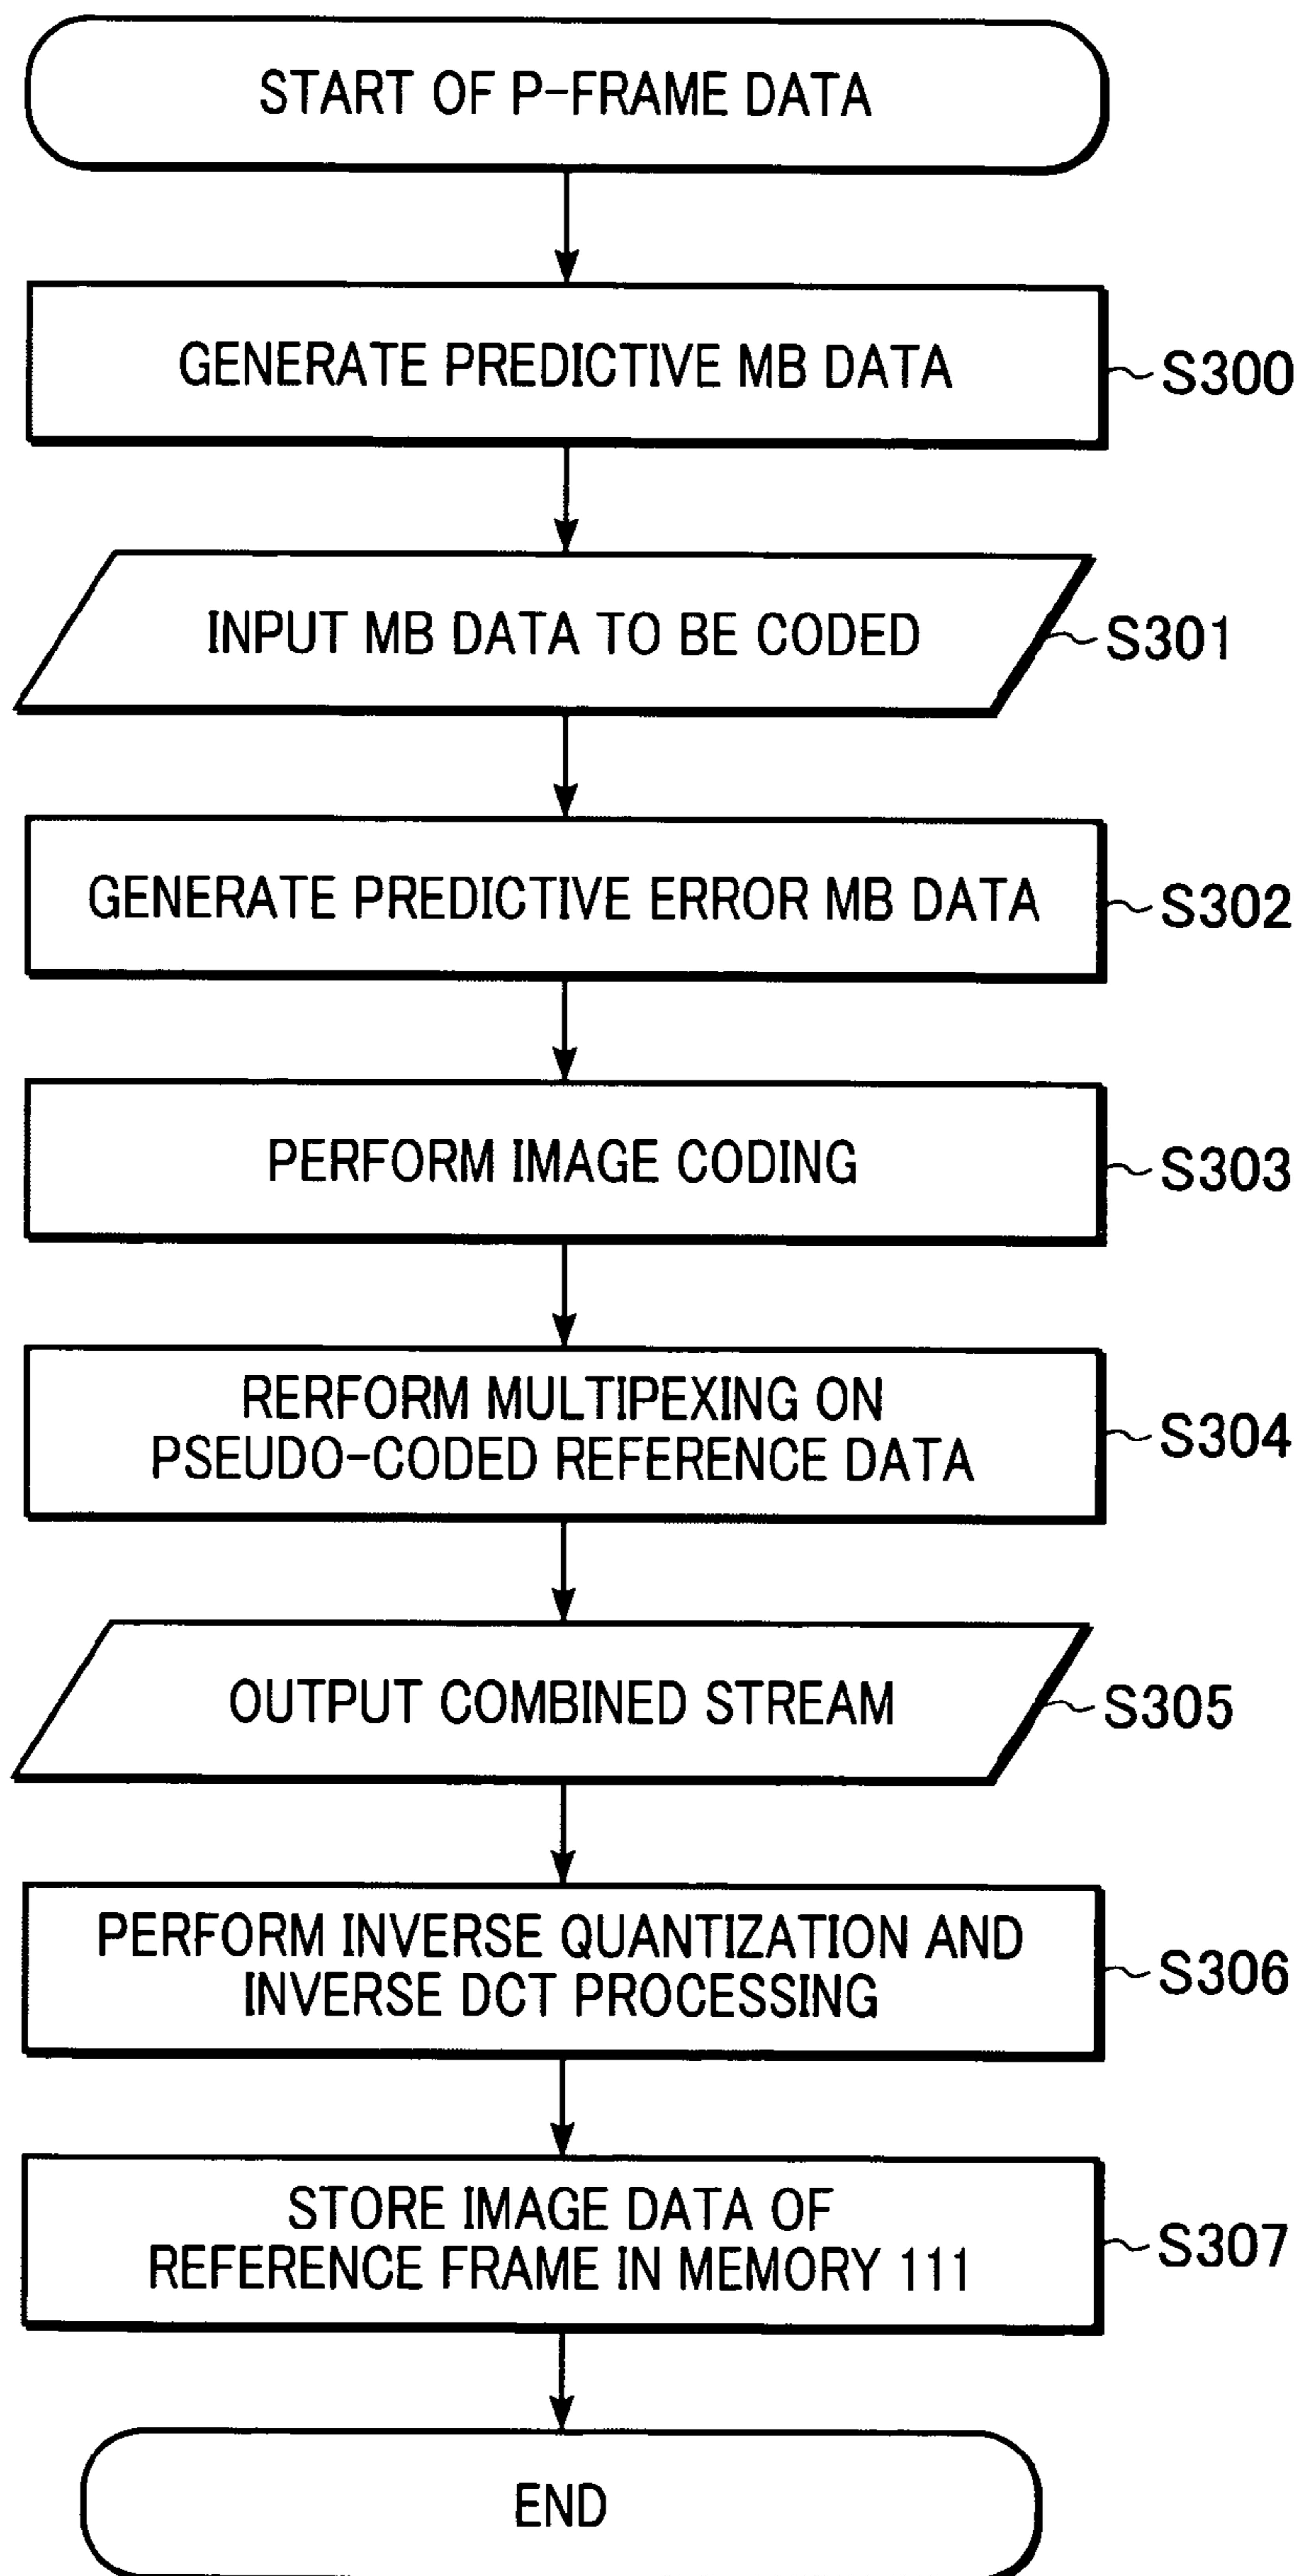 START OF P-FRAME DATA
GENERATE PREDICTIVE MB DATA
S300
INPUT MB DATA TO BE CODED
S301
GENERATE PREDICTIVE ERROR MB DATA
S302
PERFORM IMAGE CODING
S303
RERFORM MULTIPEXING ON
PSEUDO-CODED REFERENCE DATA
S304
OUTPUT COMBINED STREAM
S305
PERFORM INVERSE QUANTIZATION AND
INVERSE DCT PROCESSING
S306
STORE IMAGE DATA OF
REFERENCE FRAME IN MEMORY 111
S307
END